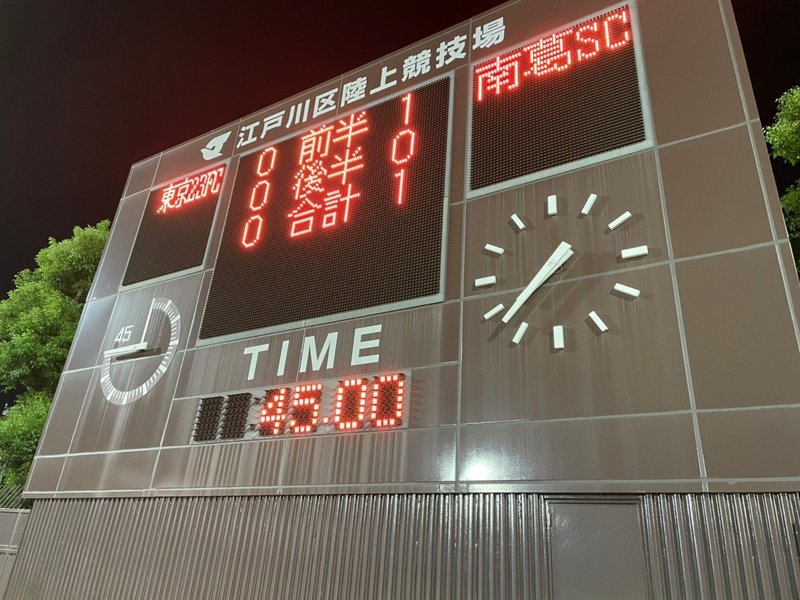 江戸川区陸上競技場
東京23FC
南葛SC
0 前半 1
0 後半 0
0 合計 1
45
TIME
45:00